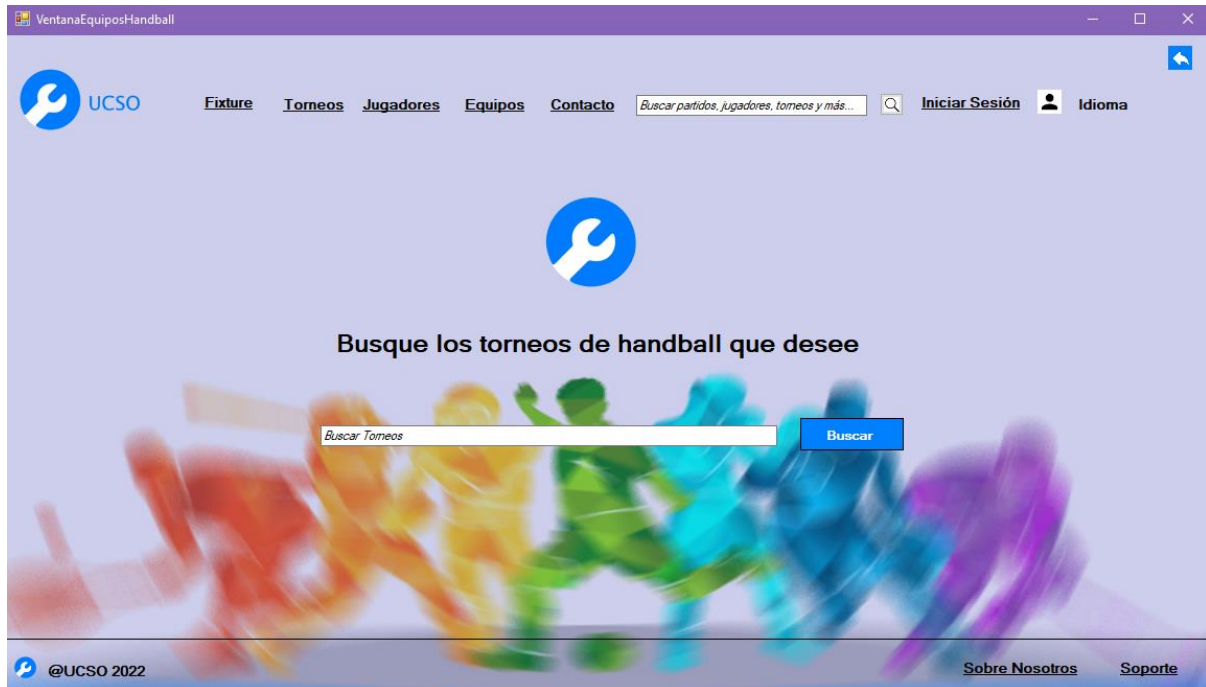 VentanaEquiposHandball
UCSO
Fixture Torneos Jugadores Equipos Contacto Buscar partidos, jugadores, torneos y más... Iniciar Sesión Idioma
Busque los torneos de handball que desee
Buscar Torneos Buscar
@UCSO 2022 Sobre Nosotros Soporte